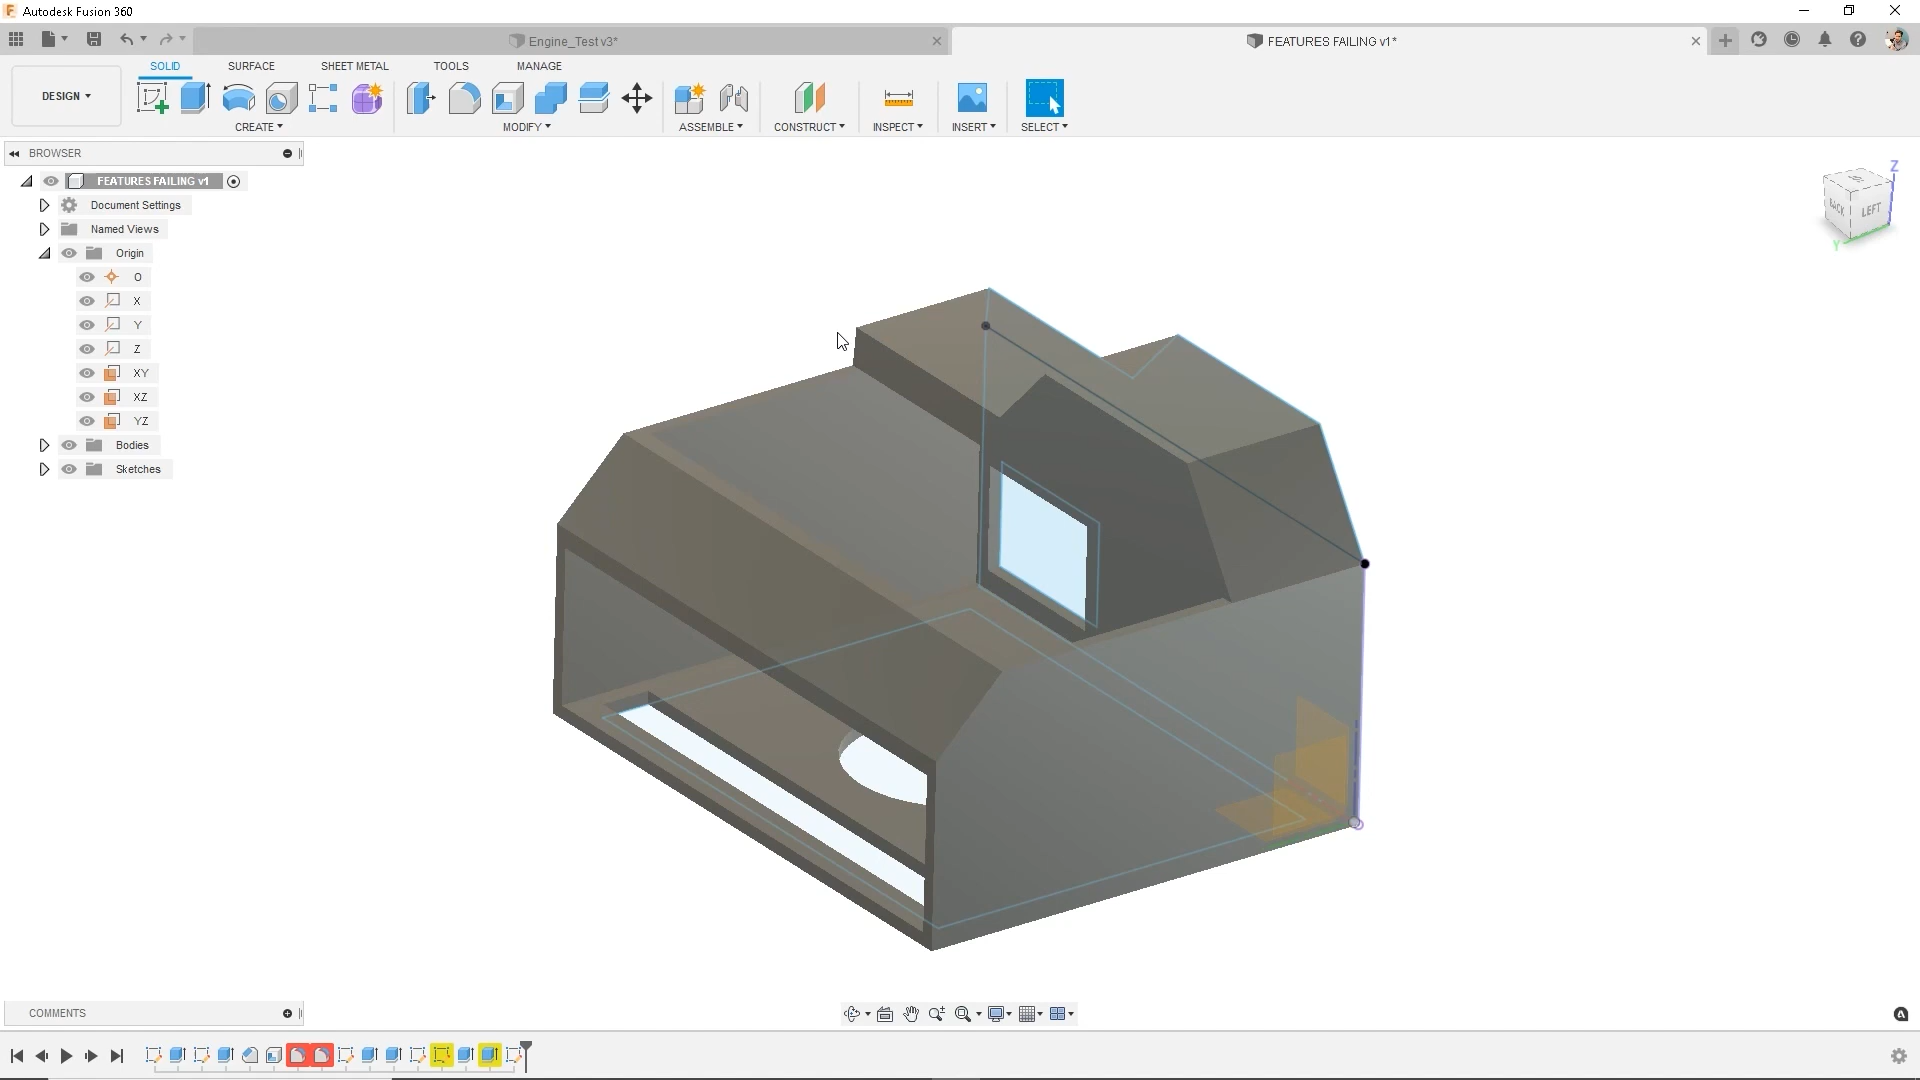 Autodesk Fusion 360
Engine_Test v3*
FEATURES FAILING v1*
DESIGN
SOLID
SURFACE
SHEET METAL
TOOLS
MANAGE
CREATE
MODIFY
ASSEMBLE
CONSTRUCT
INSPECT
INSERT
SELECT
BROWSER
FEATURES FAILING v1
Document Settings
Named Views
Origin
O
X
Y
Z
XY
XZ
YZ
Bodies
Sketches
Z
BACK
LEFT
Y
COMMENTS